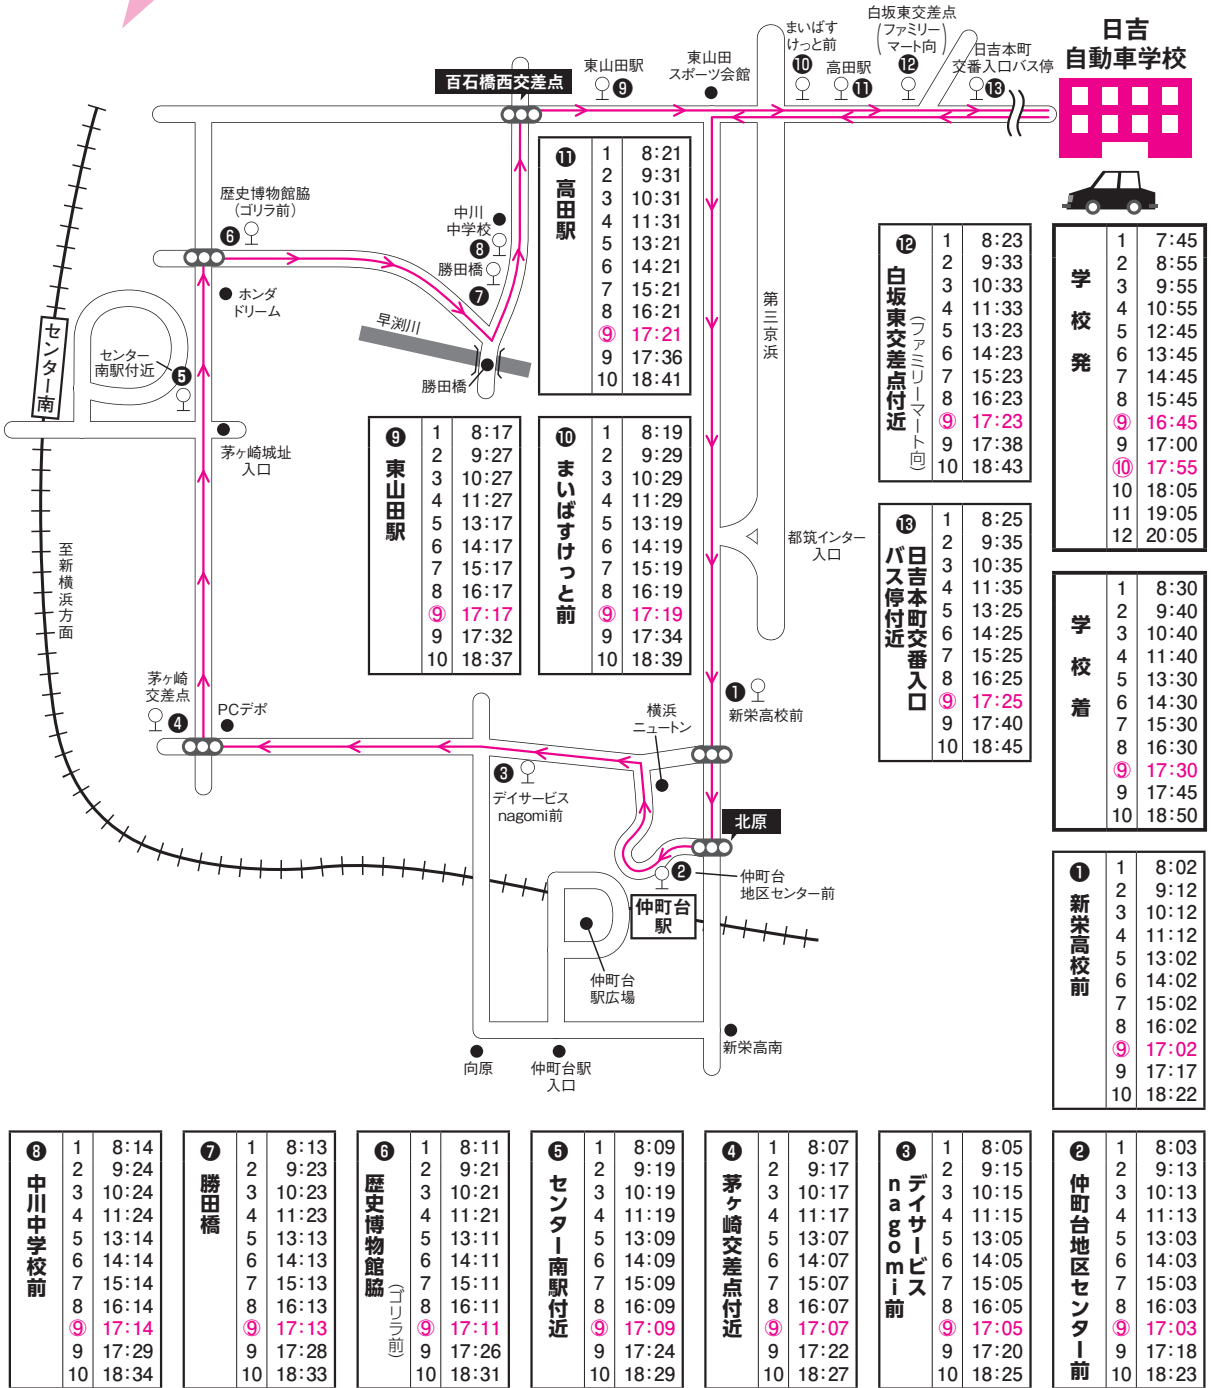 日吉
自動車学校
白坂東交差点
(ファミリー
マート向)
⓬
日吉本町
交番入口バス停
⓭
まいばす
けっと前
❿
高田駅
⓫
東山田
スポーツ会館
東山田駅
❾
百石橋西交差点
歴史博物館脇
(ゴリラ前)
❻
中川
中学校
❽
勝田橋
❼
ホンダ
ドリーム
早渕川
勝田橋
センター南
センター
南駅付近
❺
茅ヶ崎城址
入口
至新横浜方面
第三京浜
都筑インター
入口
茅ヶ崎
交差点
❹
PCデポ
❸
デイサービス
nagomi前
横浜
ニュートン
❶
新栄高校前
北原
❷
仲町台
地区センター前
仲町台
駅
仲町台
駅広場
向原
仲町台駅
入口
新栄高南
⓫ 高田駅
1 8:21
2 9:31
3 10:31
4 11:31
5 13:21
6 14:21
7 15:21
8 16:21
⑨ 17:21
9 17:36
10 18:41
⓬ 白坂東交差点付近
(ファミリーマート向)
1 8:23
2 9:33
3 10:33
4 11:33
5 13:23
6 14:23
7 15:23
8 16:23
⑨ 17:23
9 17:38
10 18:43
学校発
1 7:45
2 8:55
3 9:55
4 10:55
5 12:45
6 13:45
7 14:45
8 15:45
⑨ 16:45
9 17:00
⑩ 17:55
10 18:05
11 19:05
12 20:05
❾ 東山田駅
1 8:17
2 9:27
3 10:27
4 11:27
5 13:17
6 14:17
7 15:17
8 16:17
⑨ 17:17
9 17:32
10 18:37
❿ まいばすけっと前
1 8:19
2 9:29
3 10:29
4 11:29
5 13:19
6 14:19
7 15:19
8 16:19
⑨ 17:19
9 17:34
10 18:39
⓭ 日吉本町交番入口
バス停付近
1 8:25
2 9:35
3 10:35
4 11:35
5 13:25
6 14:25
7 15:25
8 16:25
⑨ 17:25
9 17:40
10 18:45
学校着
1 8:30
2 9:40
3 10:40
4 11:40
5 13:30
6 14:30
7 15:30
8 16:30
⑨ 17:30
9 17:45
10 18:50
❶ 新栄高校前
1 8:02
2 9:12
3 10:12
4 11:12
5 13:02
6 14:02
7 15:02
8 16:02
⑨ 17:02
9 17:17
10 18:22
❽ 中川中学校前
1 8:14
2 9:24
3 10:24
4 11:24
5 13:14
6 14:14
7 15:14
8 16:14
⑨ 17:14
9 17:29
10 18:34
❼ 勝田橋
1 8:13
2 9:23
3 10:23
4 11:23
5 13:13
6 14:13
7 15:13
8 16:13
⑨ 17:13
9 17:28
10 18:33
❻ 歴史博物館脇
(ゴリラ前)
1 8:11
2 9:21
3 10:21
4 11:21
5 13:11
6 14:11
7 15:11
8 16:11
⑨ 17:11
9 17:26
10 18:31
❺ センター南駅付近
1 8:09
2 9:19
3 10:19
4 11:19
5 13:09
6 14:09
7 15:09
8 16:09
⑨ 17:09
9 17:24
10 18:29
❹ 茅ヶ崎交差点付近
1 8:07
2 9:17
3 10:17
4 11:17
5 13:07
6 14:07
7 15:07
8 16:07
⑨ 17:07
9 17:22
10 18:27
❸ デイサービス
nagomi前
1 8:05
2 9:15
3 10:15
4 11:15
5 13:05
6 14:05
7 15:05
8 16:05
⑨ 17:05
9 17:20
10 18:25
❷ 仲町台地区センター前
1 8:03
2 9:13
3 10:13
4 11:13
5 13:03
6 14:03
7 15:03
8 16:03
⑨ 17:03
9 17:18
10 18:23